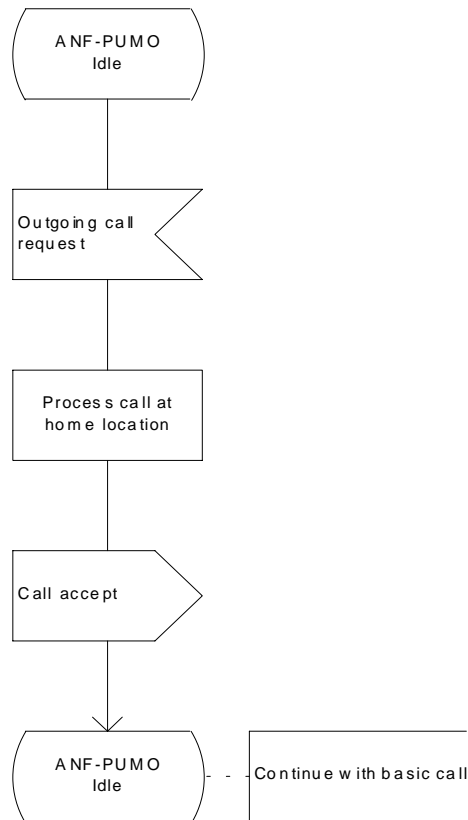 ANF-PUMO
Idle
Outgoing call
request
Process call at
home location
Call accept
ANF-PUMO
Idle
Continue with basic call